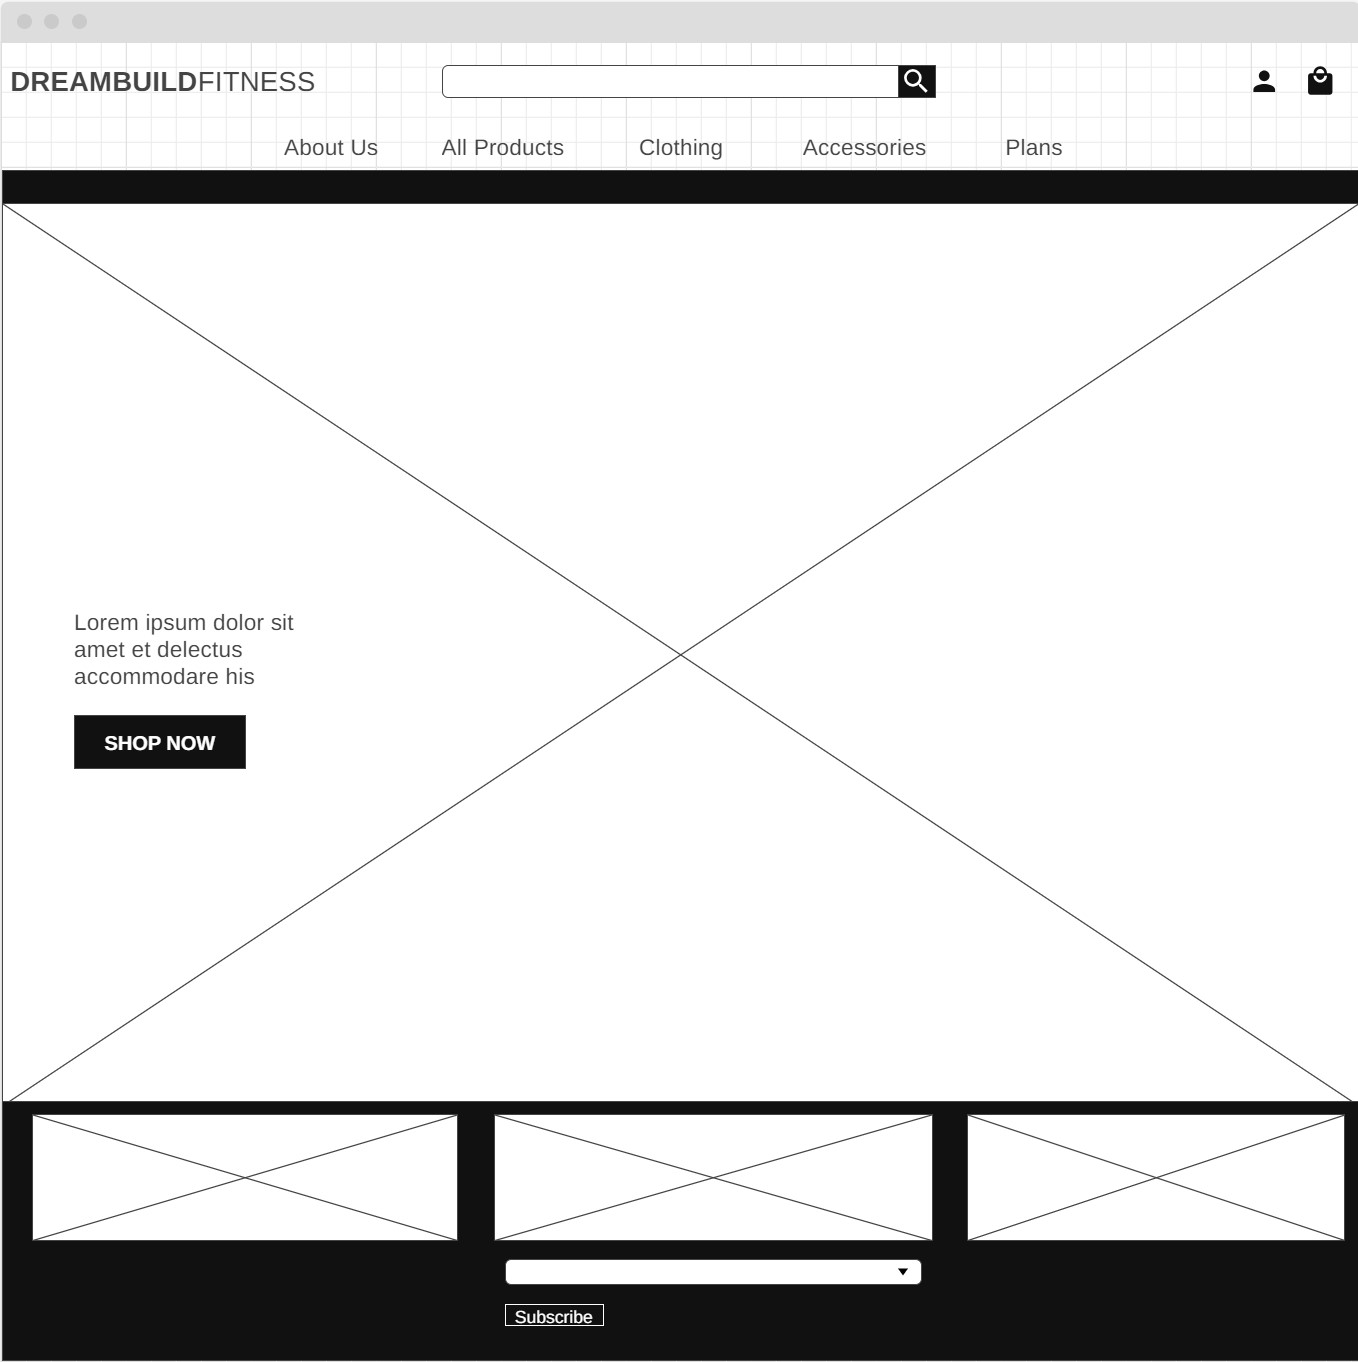 DREAMBUILDFITNESS
About Us All Products Clothing Accessories Plans
Lorem ipsum dolor sit
amet et delectus
accommodare his
SHOP NOW
Subscribe